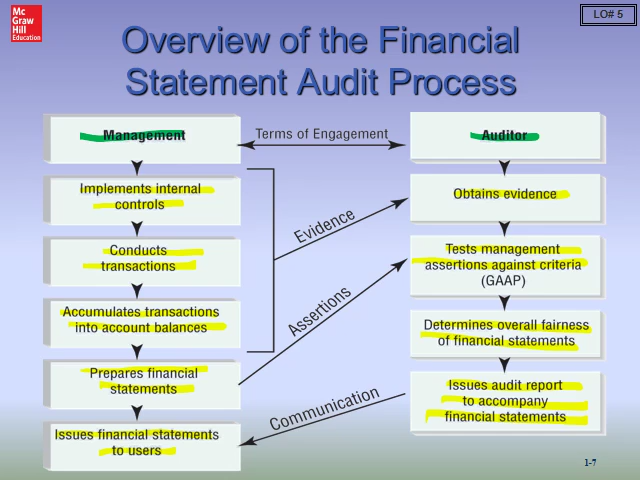 Mc
Graw
Hill
Education
LO# 5
Overview of the Financial
Statement Audit Process
Management
Terms of Engagement
Auditor
Implements internal
controls
Conducts
transactions
Accumulates transactions
into account balances
Prepares financial
statements
Issues financial statements
to users
Evidence
Assertions
Communication
Obtains evidence
Tests management
assertions against criteria
(GAAP)
Determines overall fairness
of financial statements
Issues audit report
to accompany
financial statements
1-7